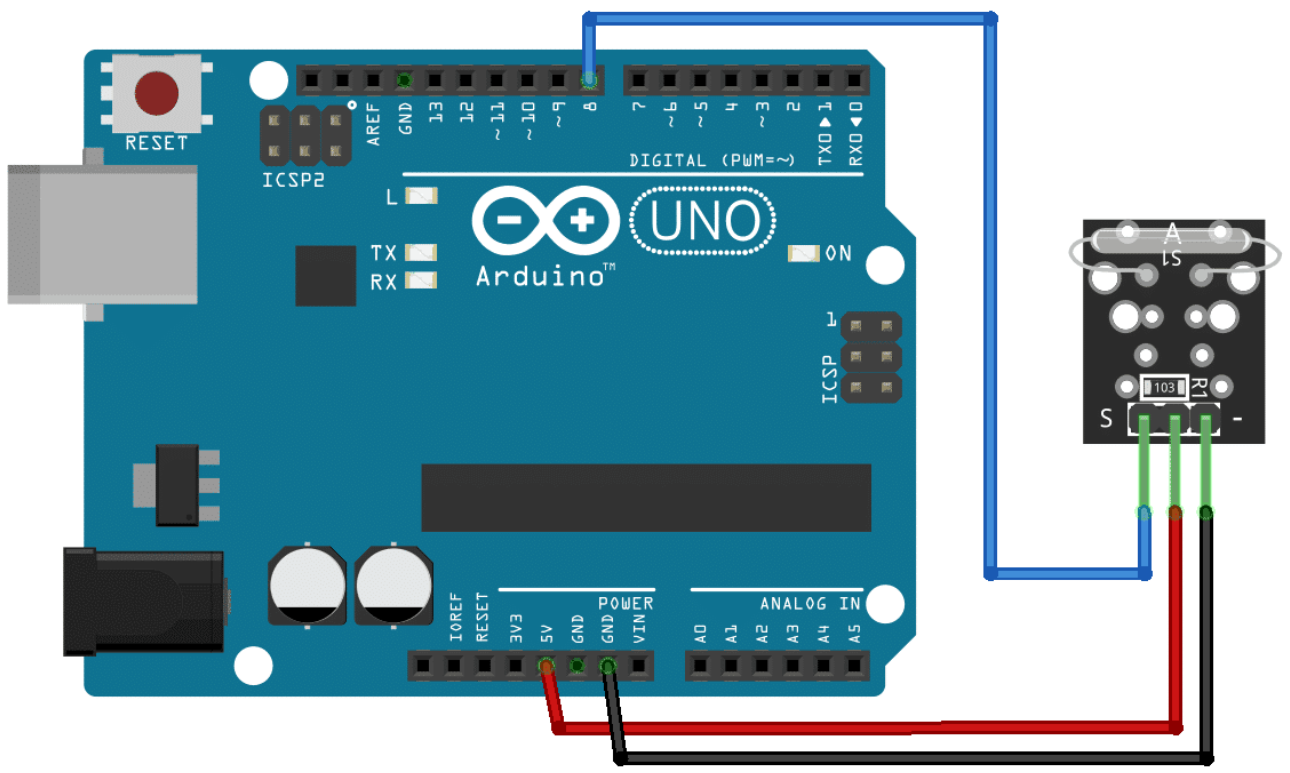 RESET
ICSP2
AREF
GND
13
12
~11
~10
~9
8
7
~6
~5
4
~3
2
TX0▶1
RX0◀0
DIGITAL (PWM=~)
L
TX
RX
UNO
Arduino™
ON
1
ICSP
A
S1
103
R1
S
-
POWER
ANALOG IN
IOREF
RESET
3V3
5V
GND
GND
VIN
A0
A1
A2
A3
A4
A5